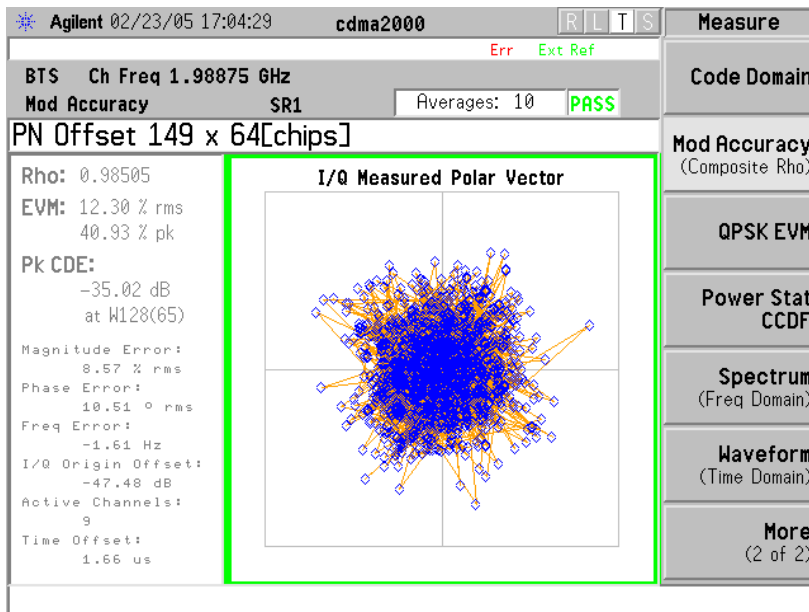 Agilent 02/23/05 17:04:29 cdma2000 R L T S Measure
Err Ext Ref
BTS Ch Freq 1.98875 GHz
Mod Accuracy SR1 Averages: 10 PASS
PN Offset 149 x 64[chips]
Rho: 0.98505
EVM: 12.30 % rms
40.93 % pk
Pk CDE:
-35.02 dB
at W128(65)
Magnitude Error:
8.57 % rms
Phase Error:
10.51 º rms
Freq Error:
-1.61 Hz
I/Q Origin Offset:
-47.48 dB
Active Channels:
9
Time Offset:
1.66 us
I/Q Measured Polar Vector
Code Domain
Mod Accuracy
(Composite Rho)
QPSK EVM
Power Stat
CCDF
Spectrum
(Freq Domain)
Waveform
(Time Domain)
More
(2 of 2)